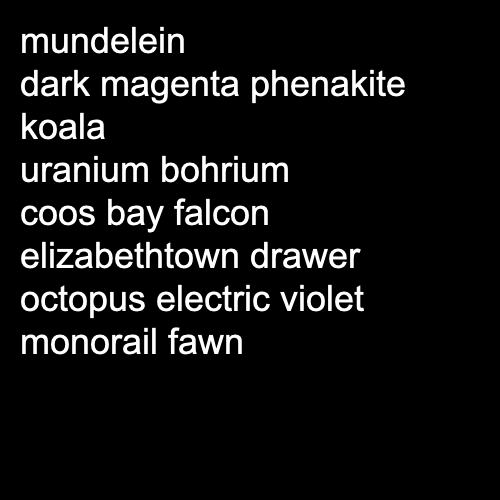 mundelein
dark magenta phenakite
koala
uranium bohrium
coos bay falcon
elizabethtown drawer
octopus electric violet
monorail fawn